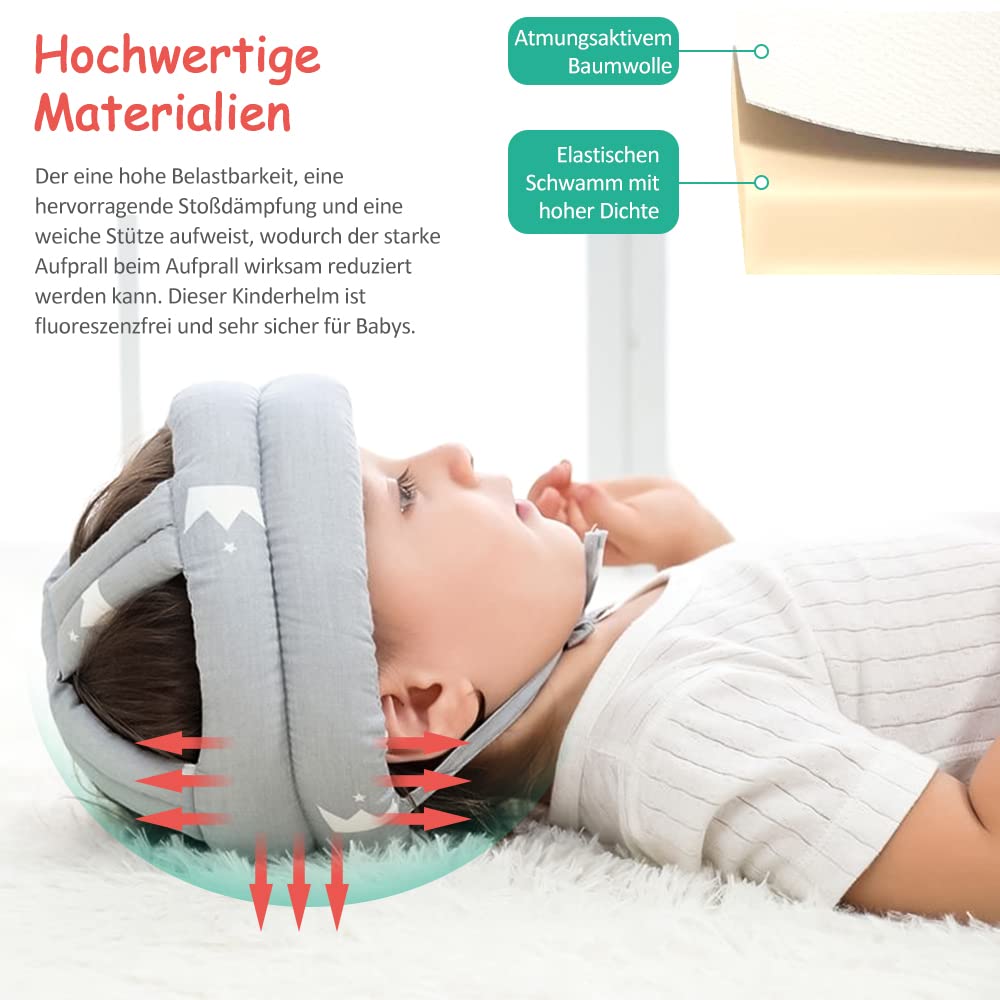 Hochwertige
Materialien
Der eine hohe Belastbarkeit, eine
hervorragende Stoßdämpfung und eine
weiche Stütze aufweist, wodurch der starke
Aufprall beim Aufprall wirksam reduziert
werden kann. Dieser Kinderhelm ist
fluoreszenzfrei und sehr sicher für Babys.
Atmungsaktivem
Baumwolle
Elastischen
Schwamm mit
hoher Dichte